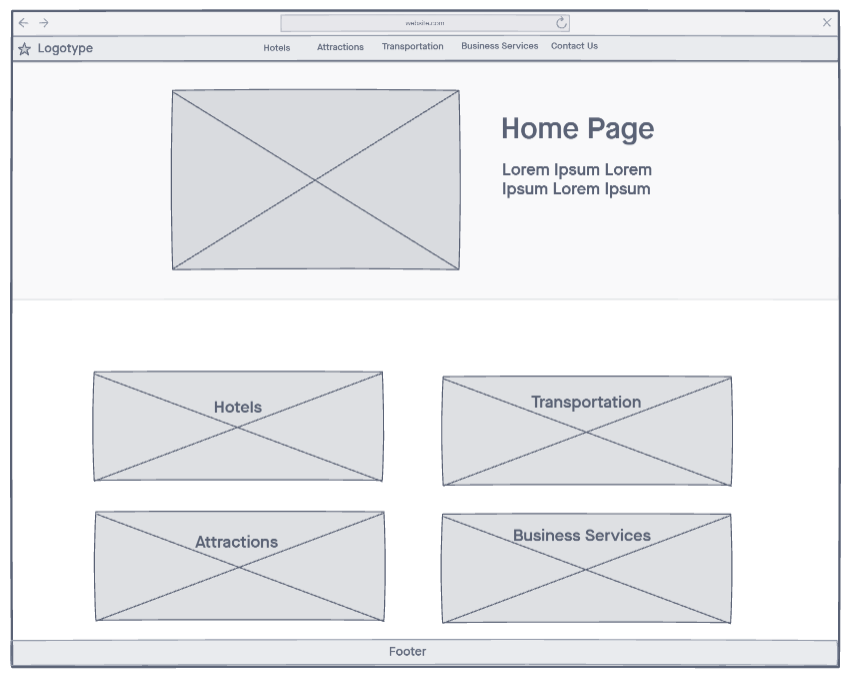 website.com
Logotype
Hotels
Attractions
Transportation
Business Services
Contact Us
Home Page
Lorem Ipsum Lorem
Ipsum Lorem Ipsum
Hotels
Transportation
Attractions
Business Services
Footer